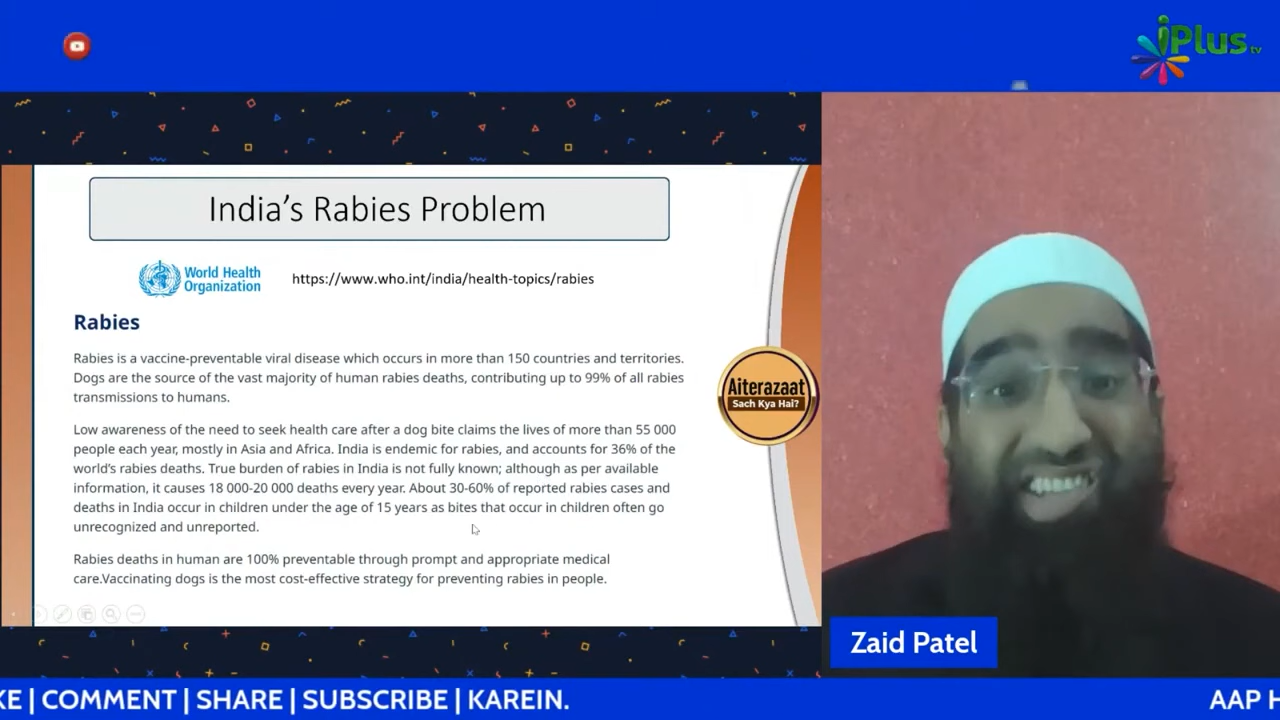 iPlus tv
India's Rabies Problem
World Health
Organization
https://www.who.int/india/health-topics/rabies
Rabies
Rabies is a vaccine-preventable viral disease which occurs in more than 150 countries and territories.
Dogs are the source of the vast majority of human rabies deaths, contributing up to 99% of all rabies
transmissions to humans.
Low awareness of the need to seek health care after a dog bite claims the lives of more than 55 000
people each year, mostly in Asia and Africa. India is endemic for rabies, and accounts for 36% of the
world's rabies deaths. True burden of rabies in India is not fully known; although as per available
information, it causes 18 000-20 000 deaths every year. About 30-60% of reported rabies cases and
deaths in India occur in children under the age of 15 years as bites that occur in children often go
unrecognized and unreported.
Rabies deaths in human are 100% preventable through prompt and appropriate medical
care.Vaccinating dogs is the most cost-effective strategy for preventing rabies in people.
Aiterazaat
Sach Kya Hai?
Zaid Patel
KE | COMMENT | SHARE | SUBSCRIBE | KAREIN. AAP H